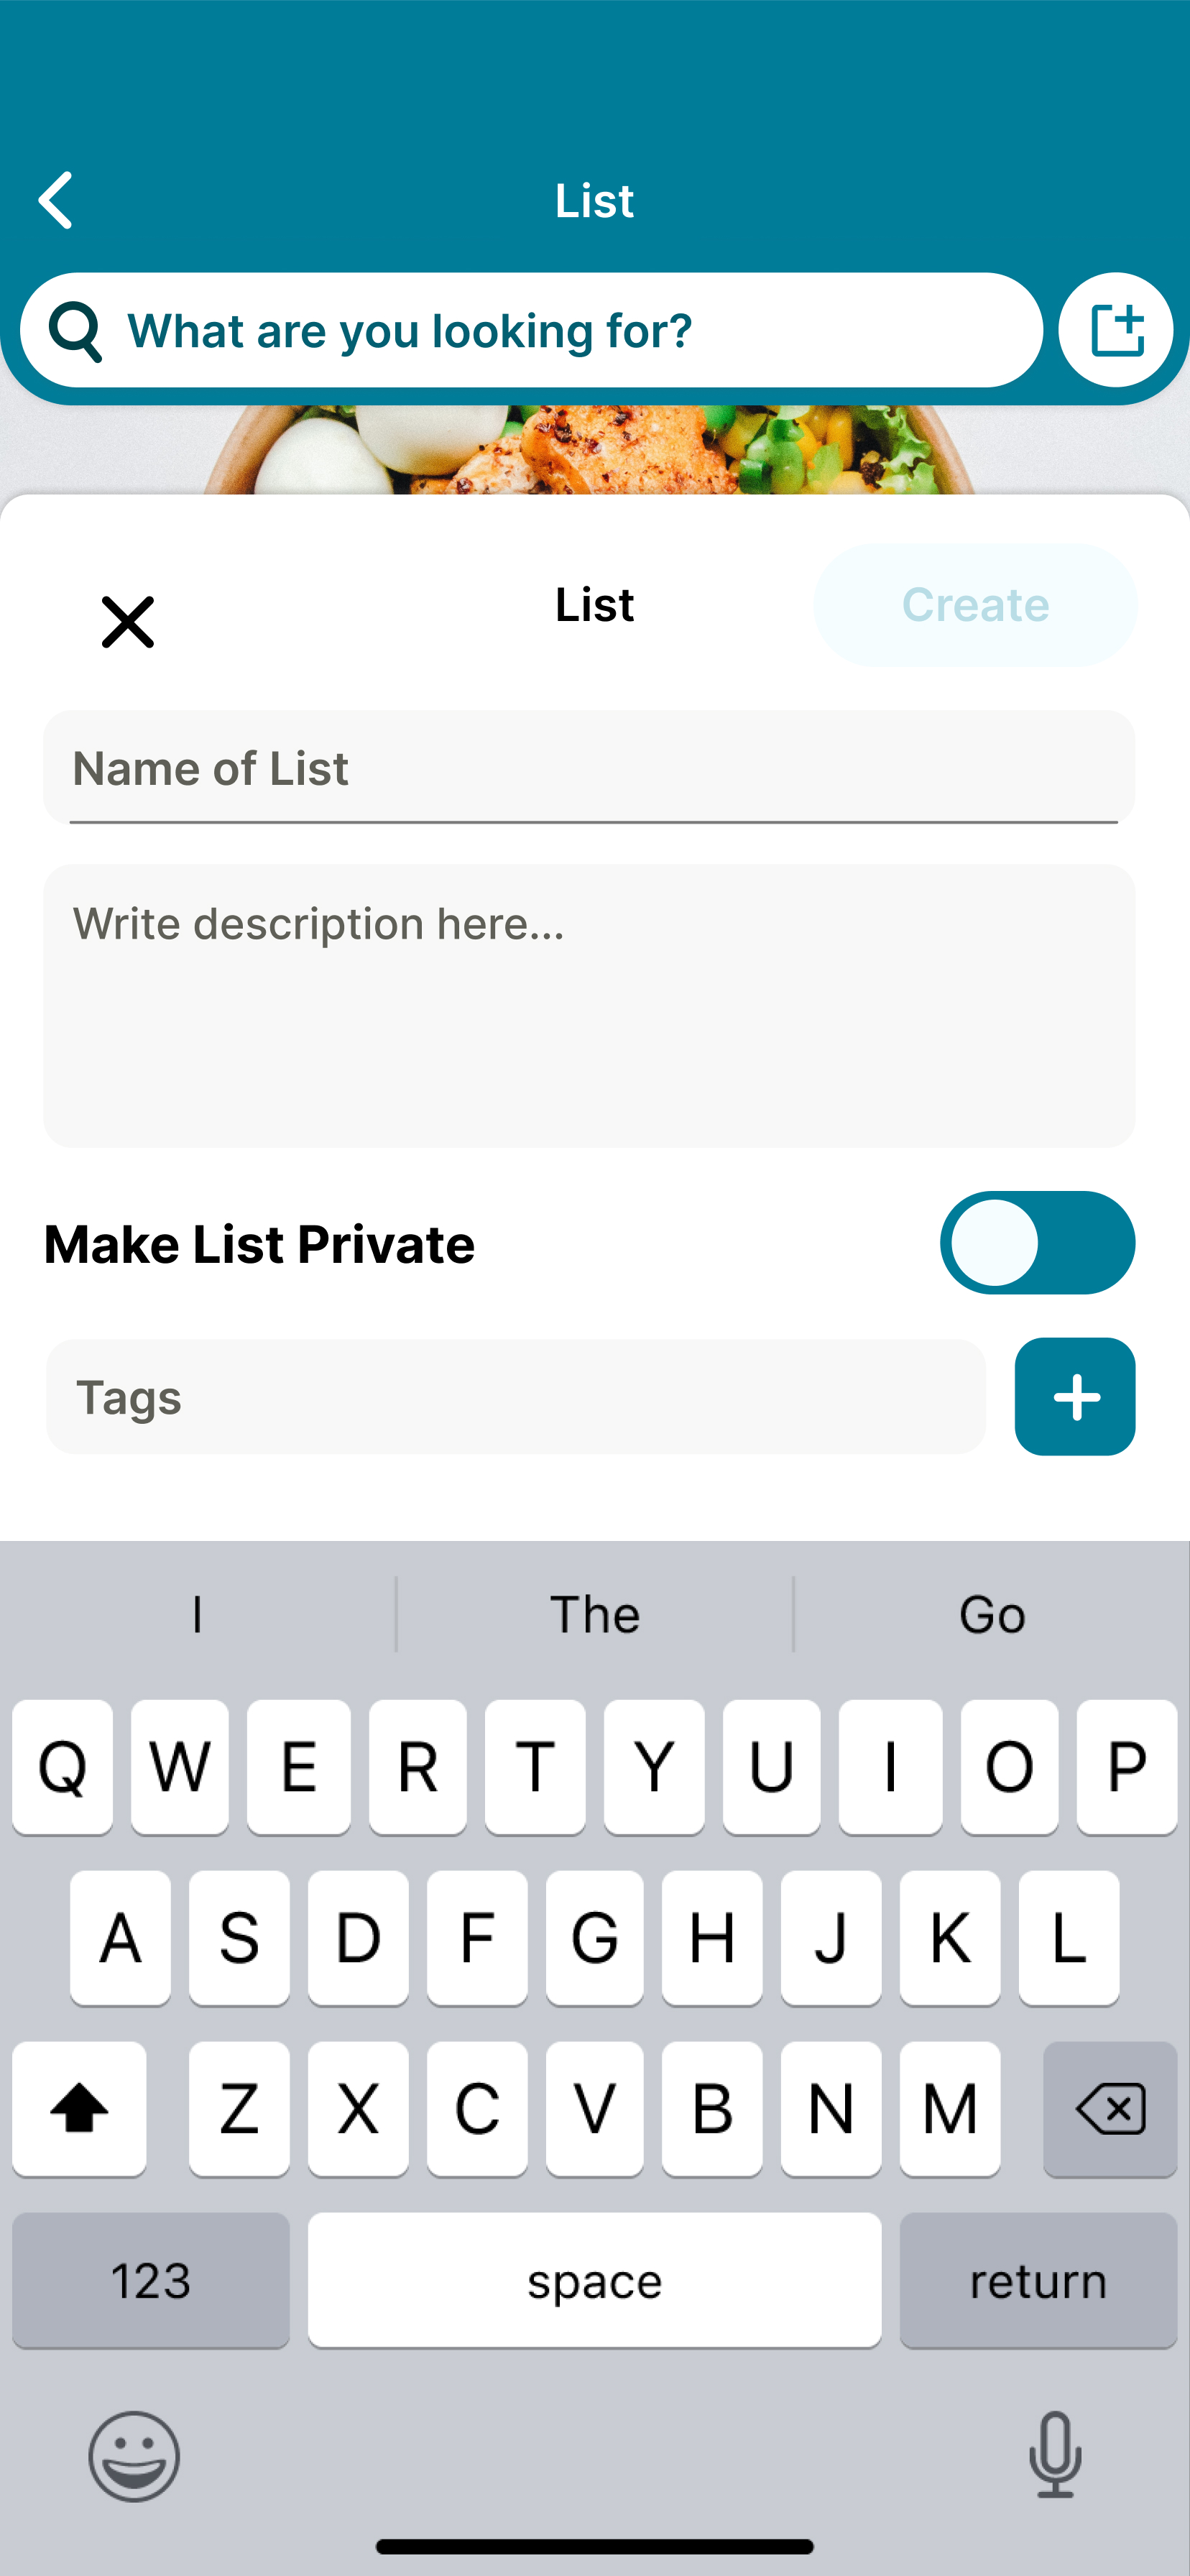 List
What are you looking for?
List
Create
Name of List
Write description here...
Make List Private
Tags
I
The
Go
Q W E R T Y U I O P
A S D F G H J K L
Z X C V B N M
123
space
return